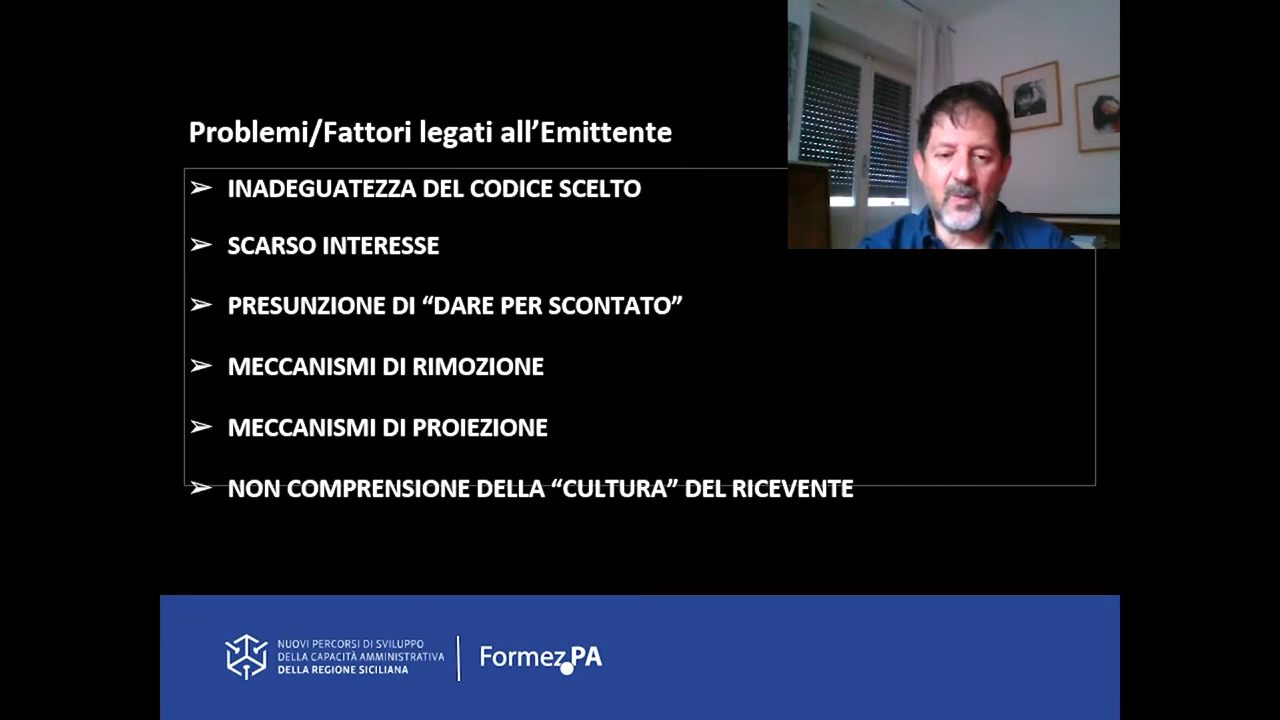 Problemi/Fattori legati all’Emittente
➢ INADEGUATEZZA DEL CODICE SCELTO
➢ SCARSO INTERESSE
➢ PRESUNZIONE DI “DARE PER SCONTATO”
➢ MECCANISMI DI RIMOZIONE
➢ MECCANISMI DI PROIEZIONE
➢ NON COMPRENSIONE DELLA “CULTURA” DEL RICEVENTE
NUOVI PERCORSI DI SVILUPPO
DELLA CAPACITÀ AMMINISTRATIVA
DELLA REGIONE SICILIANA
Formez PA